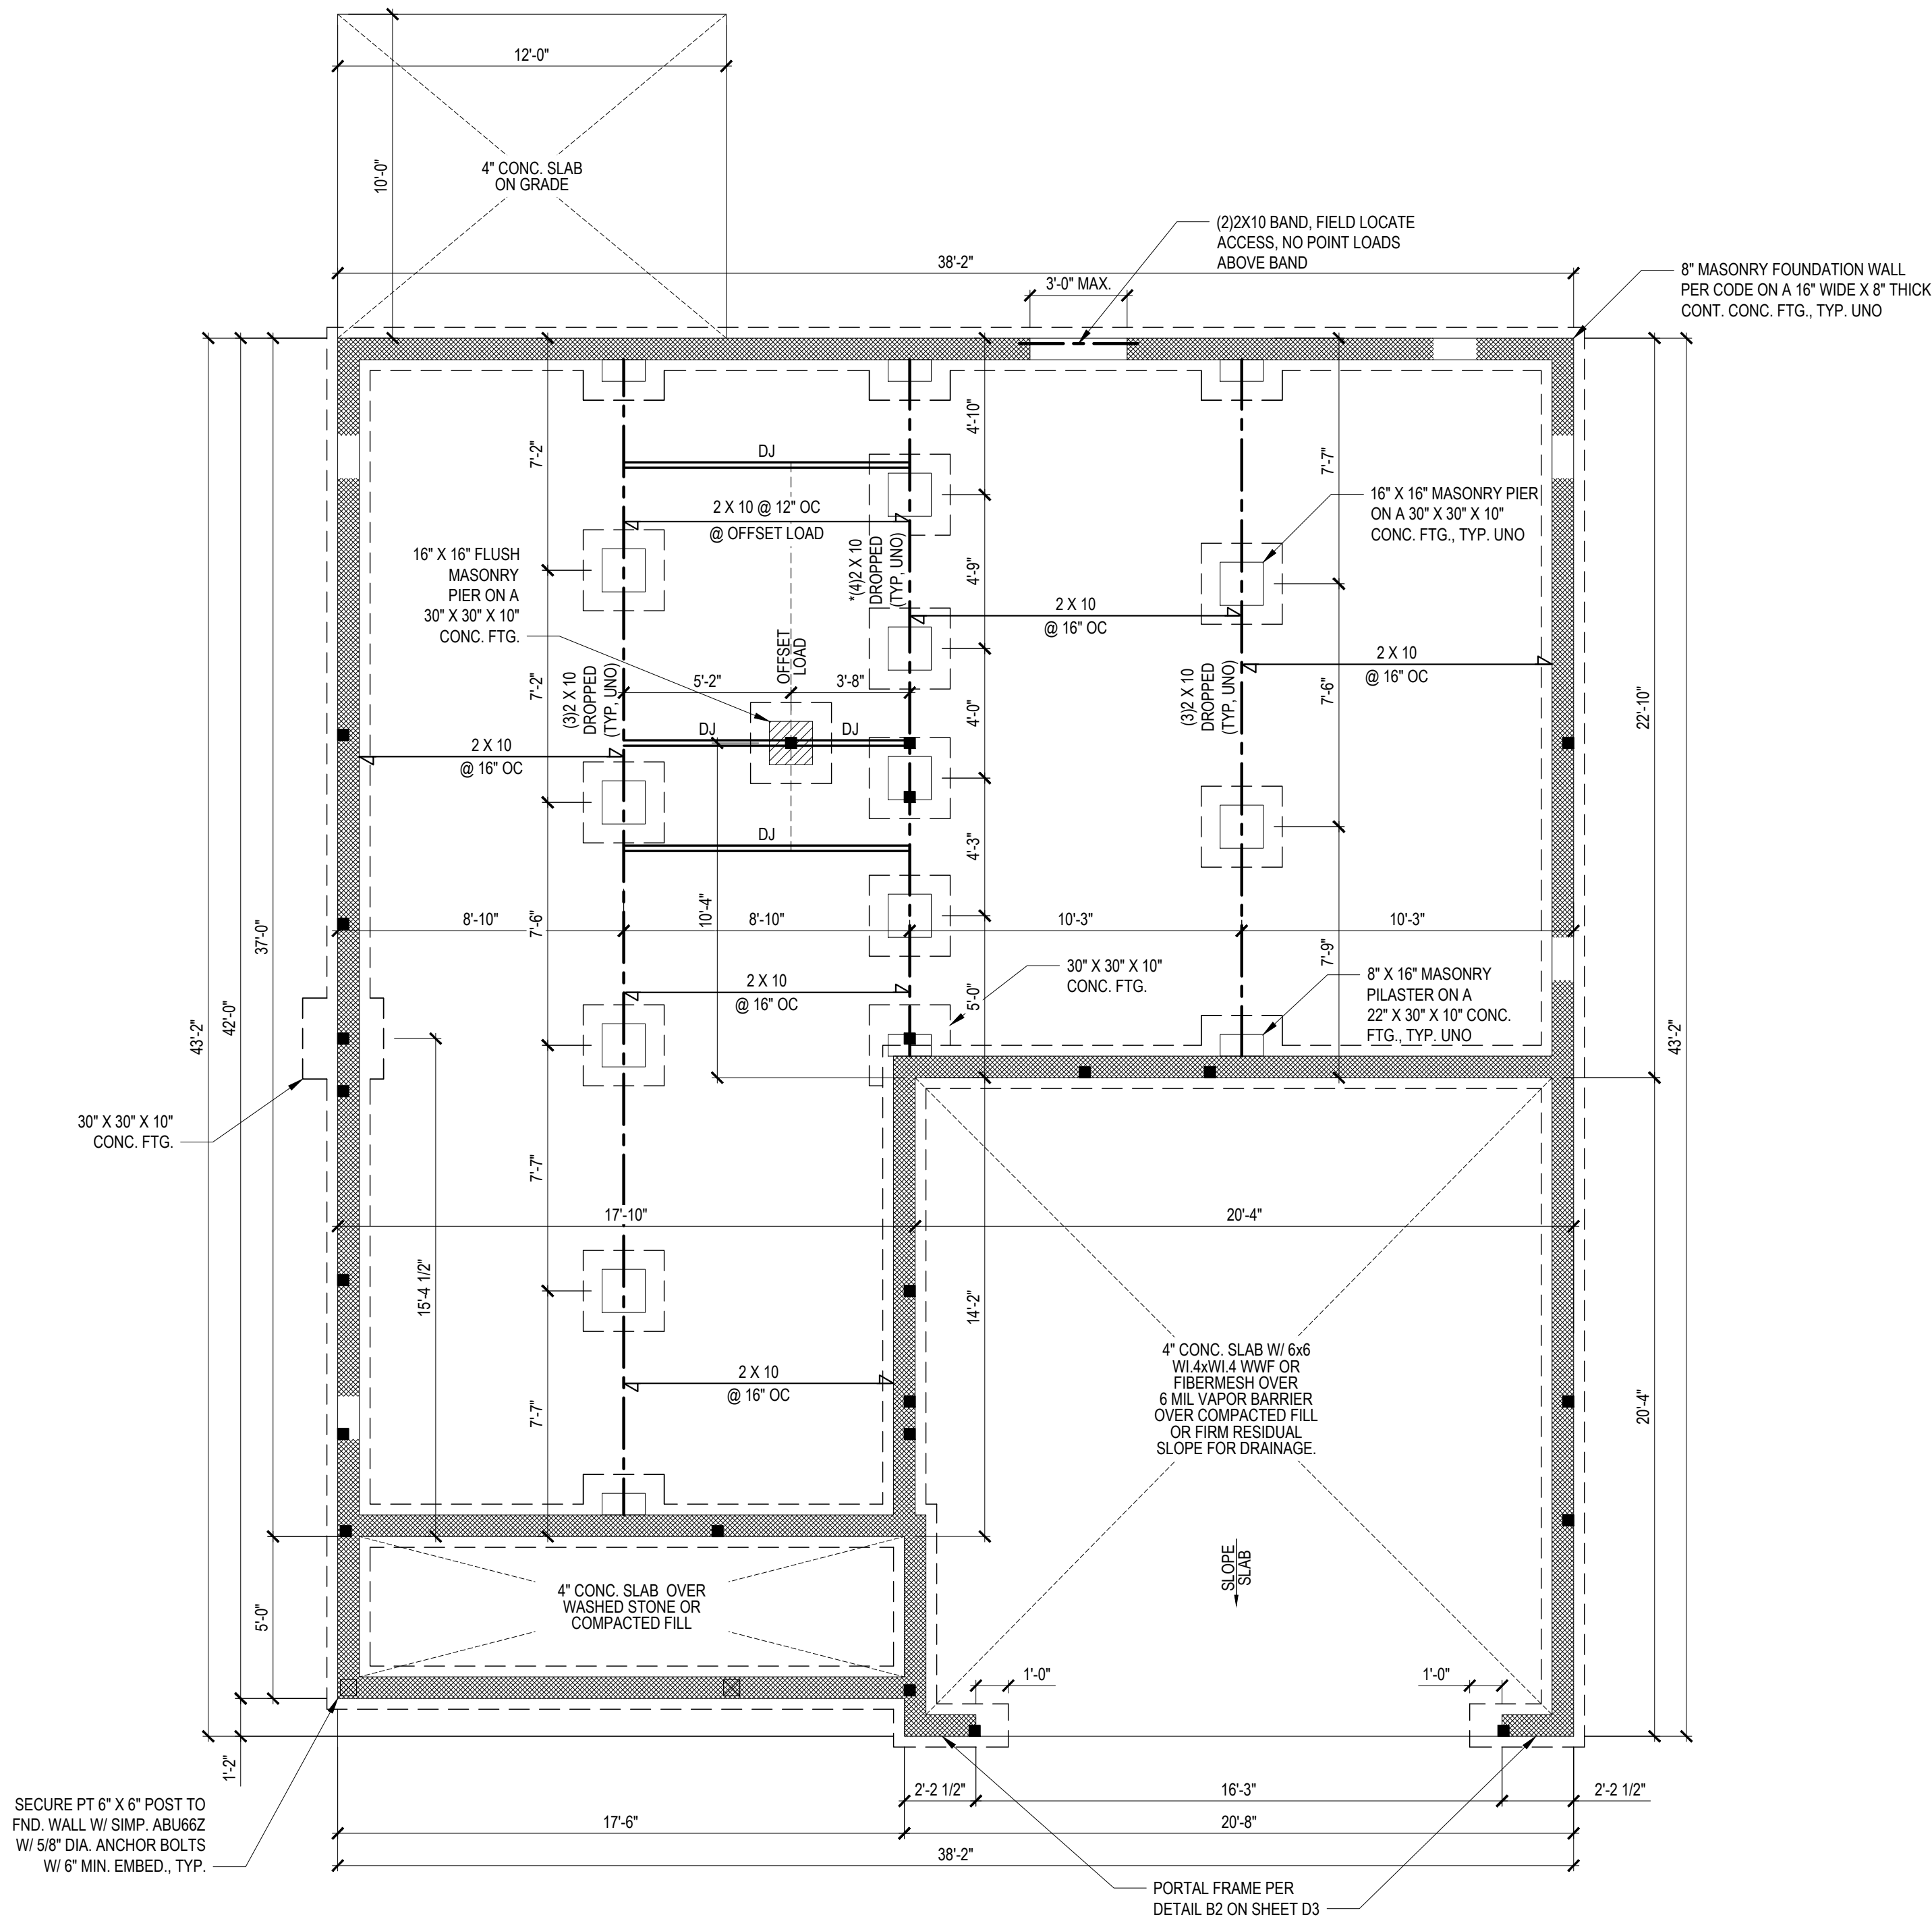 12'-0"
10'-0"
4" CONC. SLAB
ON GRADE
(2)2X10 BAND, FIELD LOCATE
ACCESS, NO POINT LOADS
ABOVE BAND
38'-2"
3'-0" MAX.
8" MASONRY FOUNDATION WALL
PER CODE ON A 16" WIDE X 8" THICK
CONT. CONC. FTG., TYP. UNO
7'-2"
DJ
4'-10"
7'-7"
2 X 10 @ 12" OC
@ OFFSET LOAD
16" X 16" MASONRY PIER
ON A 30" X 30" X 10"
CONC. FTG., TYP. UNO
16" X 16" FLUSH
MASONRY
PIER ON A
30" X 30" X 10"
CONC. FTG.
*(4)2 X 10
DROPPED
(TYP, UNO)
4'-9"
2 X 10
@ 16" OC
OFFSET
LOAD
(3)2 X 10
DROPPED
(TYP, UNO)
7'-2"
5'-2"
3'-8"
4'-0"
(3)2 X 10
DROPPED
(TYP, UNO)
7'-6"
2 X 10
@ 16" OC
22'-10"
DJ
DJ
2 X 10
@ 16" OC
DJ
4'-3"
37'-0"
8'-10"
7'-6"
10'-4"
8'-10"
10'-3"
10'-3"
7'-9"
2 X 10
@ 16" OC
5'-0"
30" X 30" X 10"
CONC. FTG.
8" X 16" MASONRY
PILASTER ON A
22" X 30" X 10" CONC.
FTG., TYP. UNO
43'-2"
42'-0"
43'-2"
30" X 30" X 10"
CONC. FTG.
7'-7"
17'-10"
20'-4"
15'-4 1/2"
14'-2"
4" CONC. SLAB W/ 6x6
WI.4xWI.4 WWF OR
FIBERMESH OVER
6 MIL VAPOR BARRIER
OVER COMPACTED FILL
OR FIRM RESIDUAL
SLOPE FOR DRAINAGE.
2 X 10
@ 16" OC
7'-7"
20'-4"
SLOPE
SLAB
5'-0"
4" CONC. SLAB OVER
WASHED STONE OR
COMPACTED FILL
1'-0"
1'-0"
1'-2"
2'-2 1/2"
16'-3"
2'-2 1/2"
SECURE PT 6" X 6" POST TO
FND. WALL W/ SIMP. ABU66Z
W/ 5/8" DIA. ANCHOR BOLTS
W/ 6" MIN. EMBED., TYP.
17'-6"
20'-8"
38'-2"
PORTAL FRAME PER
DETAIL B2 ON SHEET D3